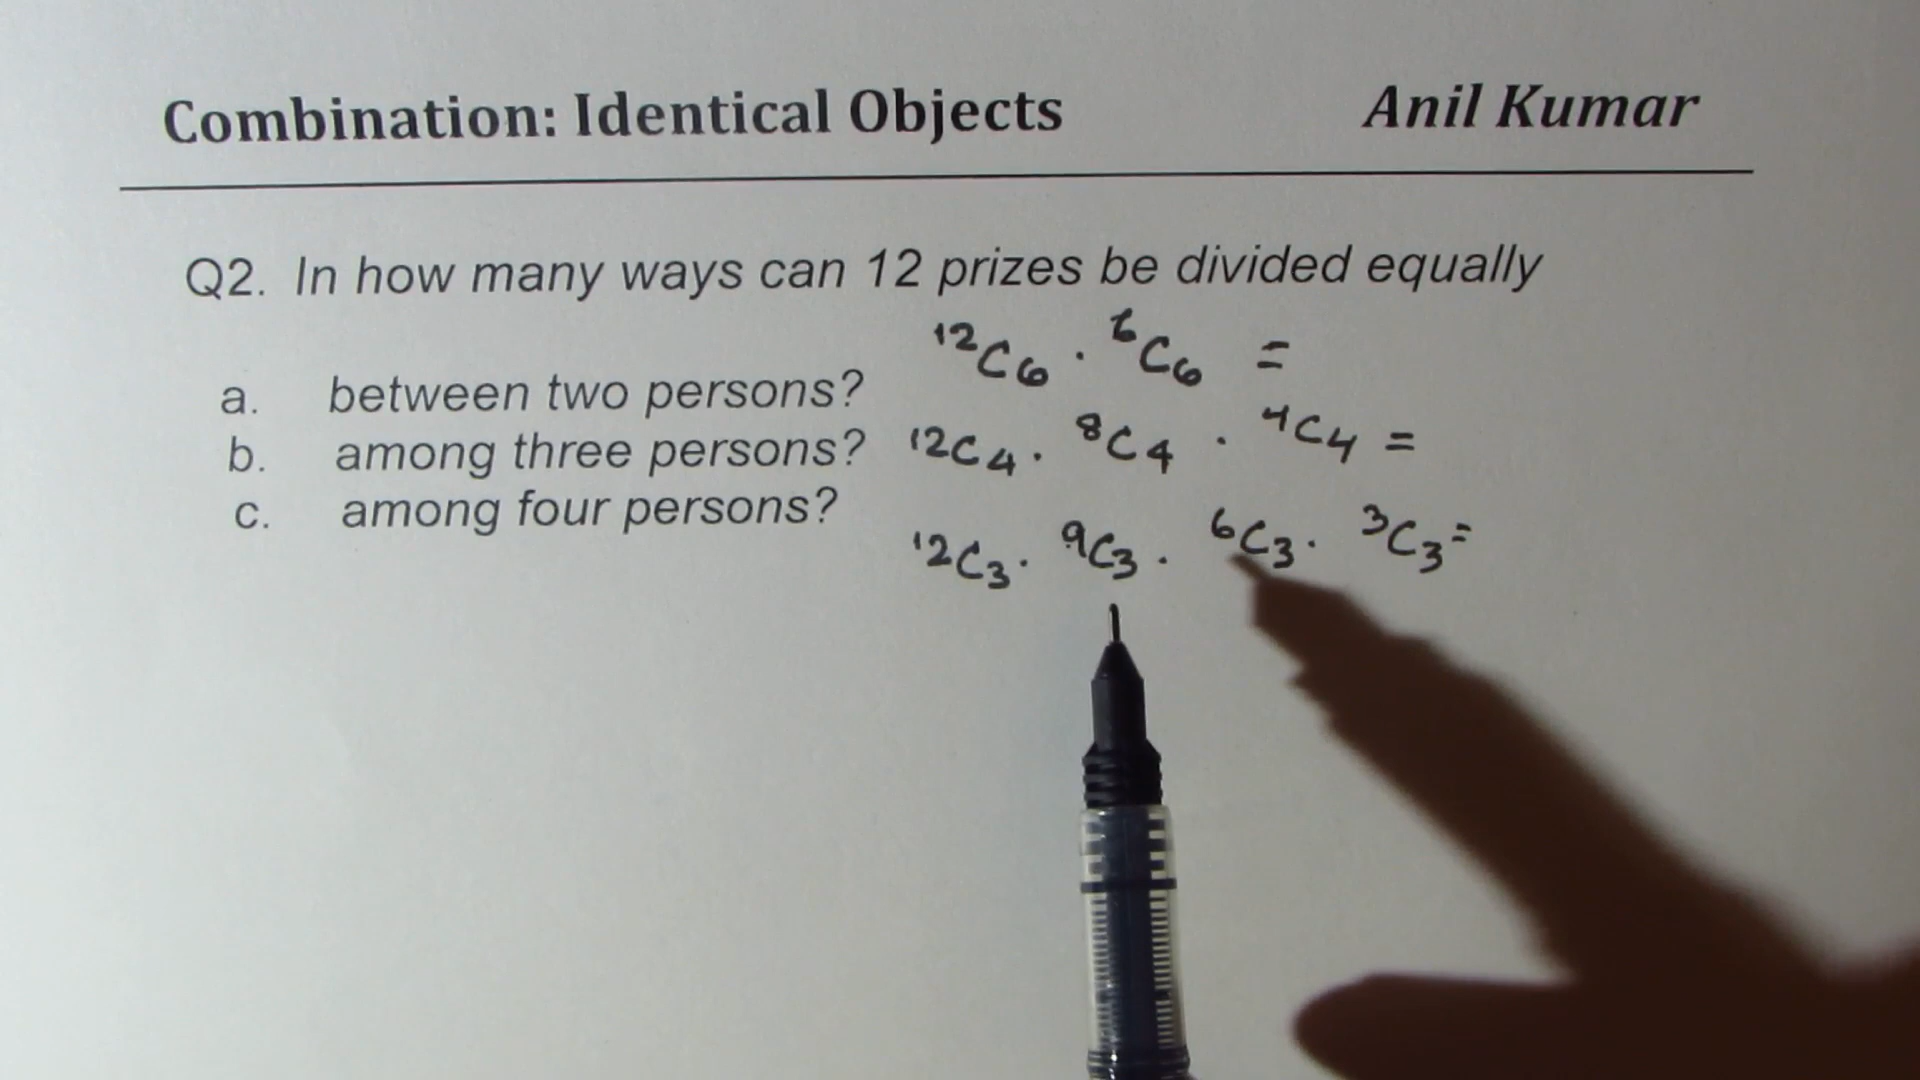 Combination: Identical Objects Anil Kumar
Q2. In how many ways can 12 prizes be divided equally
¹²C₆ · ⁶C₆ =
a. between two persons?
b. among three persons? ¹²C₄ · ⁸C₄ · ⁴C₄ =
c. among four persons?
¹²C₃ · ⁹C₃ · ⁶C₃ · ³C₃ =